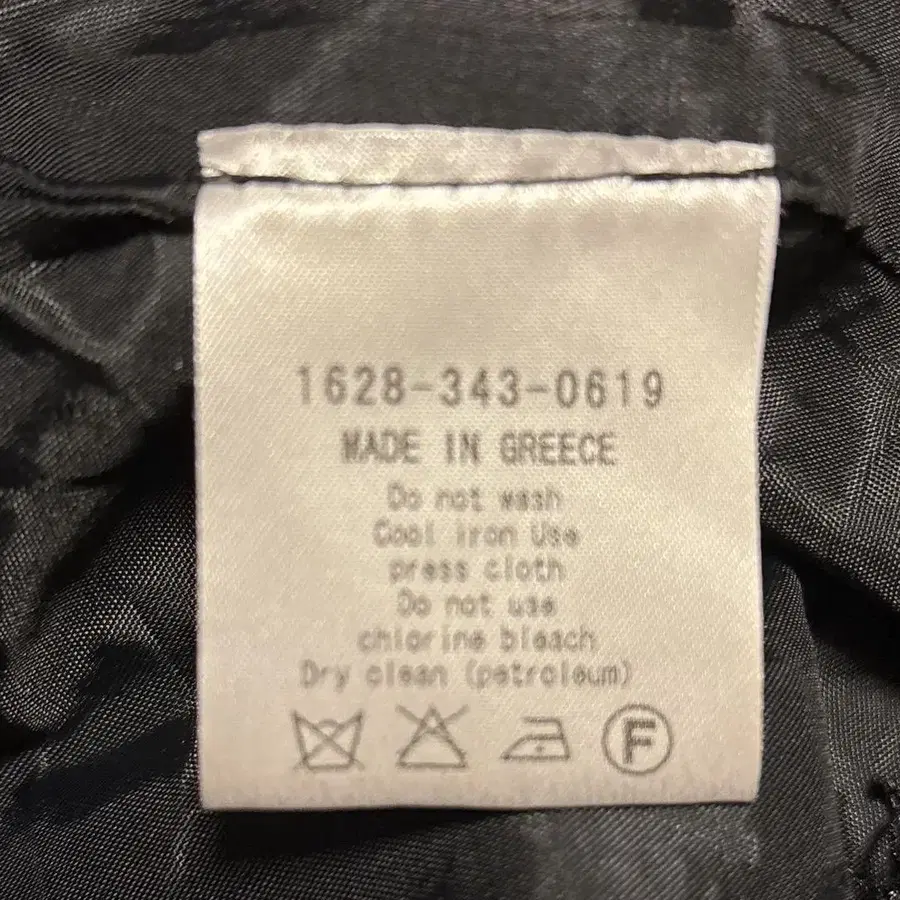 1628-343-0619
MADE IN GREECE
Do not wash
Cool iron Use
press cloth
Do not use
chlorine bleach
Dry clean (petroleum)
F